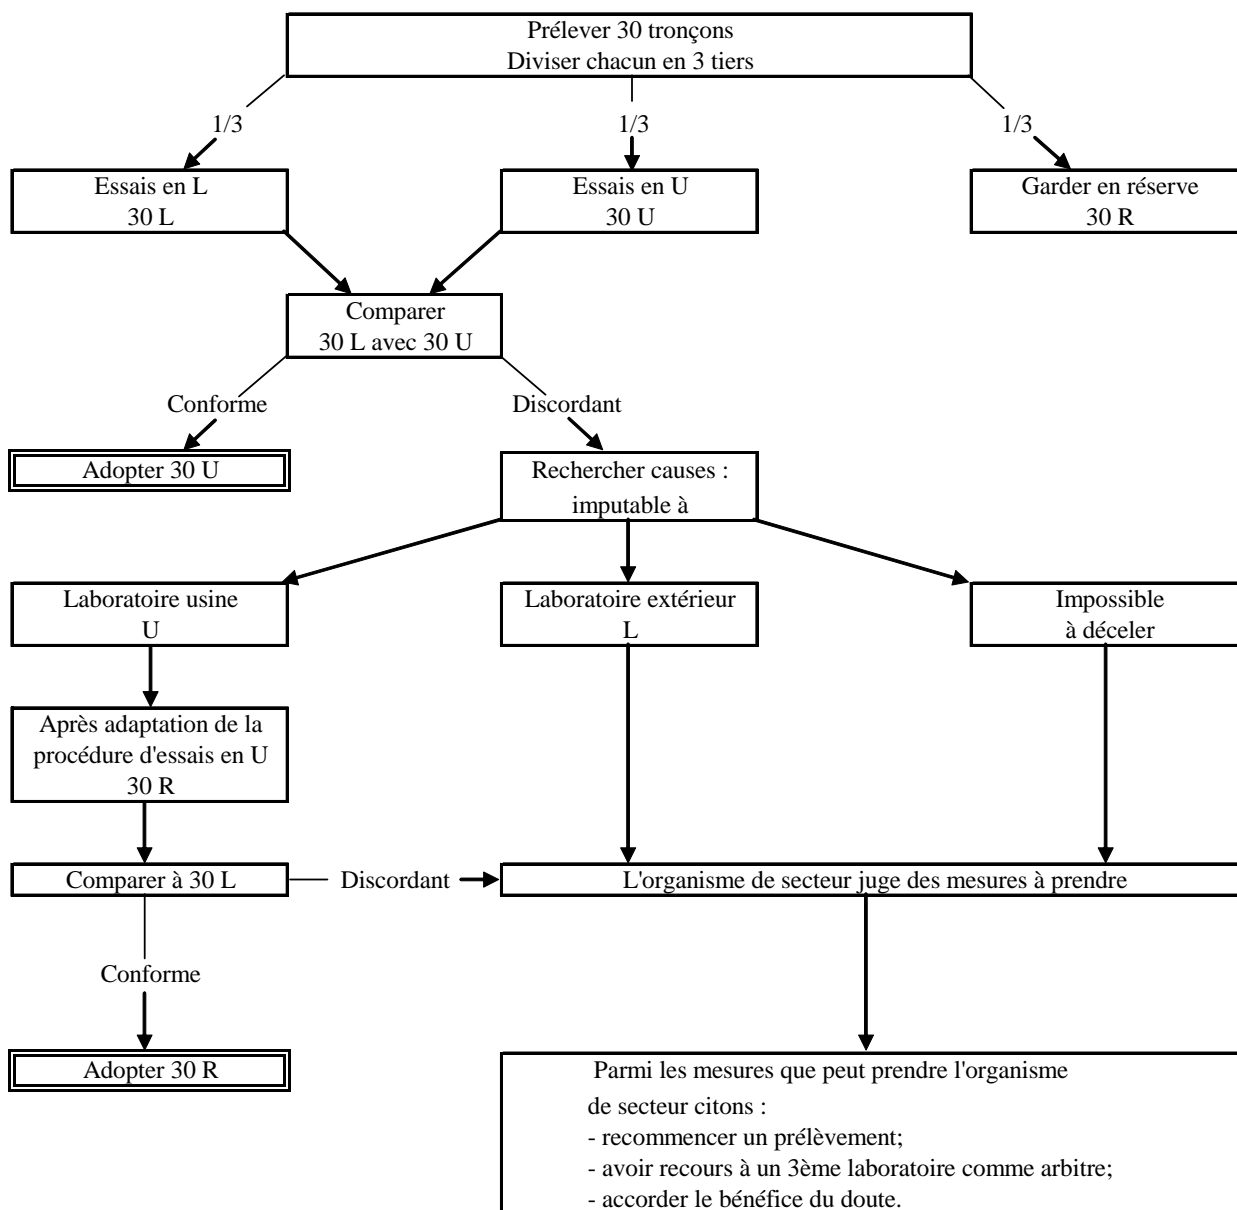 Prélever 30 tronçons
Diviser chacun en 3 tiers
1/3
1/3
1/3
Essais en L
30 L
Essais en U
30 U
Garder en réserve
30 R
Comparer
30 L avec 30 U
Conforme
Discordant
Adopter 30 U
Rechercher causes :
imputable à
Laboratoire usine
U
Laboratoire extérieur
L
Impossible
à déceler
Après adaptation de la
procédure d'essais en U
30 R
Comparer à 30 L
Discordant
L'organisme de secteur juge des mesures à prendre
Conforme
Adopter 30 R
Parmi les mesures que peut prendre l'organisme
de secteur citons :
- recommencer un prélèvement;
- avoir recours à un 3ème laboratoire comme arbitre;
- accorder le bénéfice du doute.